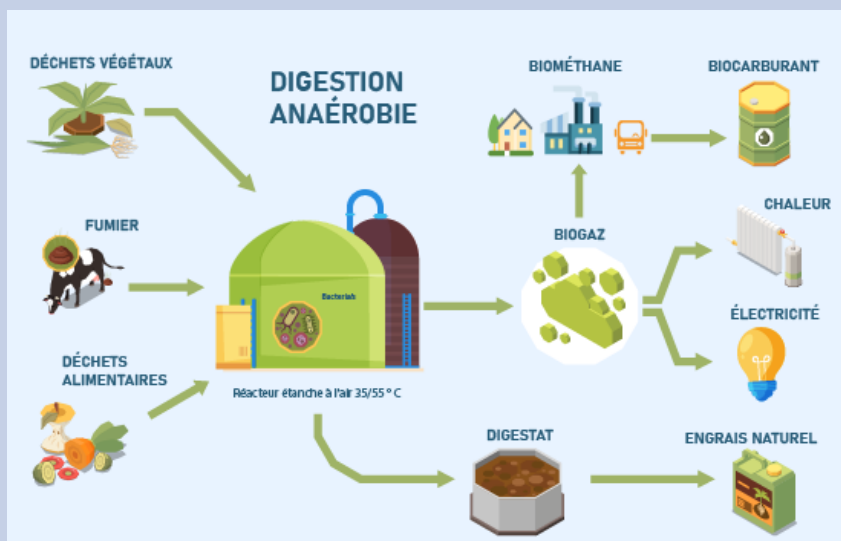 DIGESTION
ANAÉROBIE
DÉCHETS VÉGÉTAUX
FUMIER
DÉCHETS
ALIMENTAIRES
Bacterials
Réacteur étanche à l'air 35/55 ° C
BIOMÉTHANE
BIOCARBURANT
BIOGAZ
CHALEUR
ÉLECTRICITÉ
DIGESTAT
ENGRAIS NATUREL